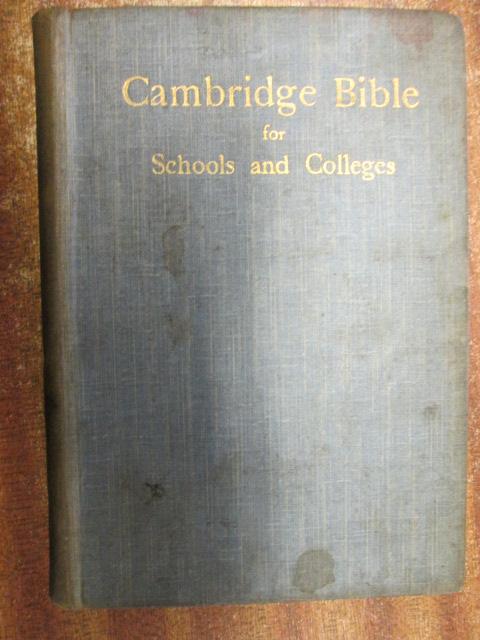 Cambridge Bible
for
Schools and Colleges